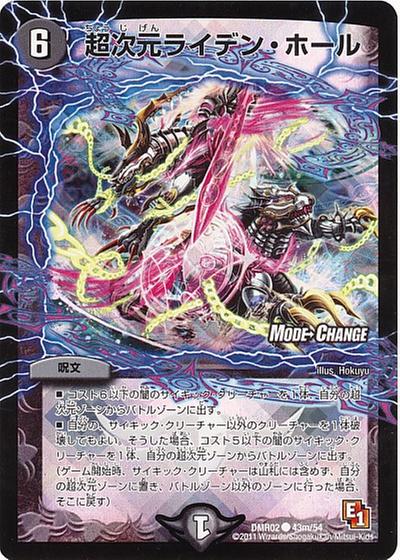 6
ちょうじげん
超次元ライデン・ホール
MODE CHANGE
illus. Hokuyu
呪文
■ コスト6以下の闇のサイキック・クリーチャーを1体、自分の超
次元ゾーンからバトルゾーンに出す。
■ 自分の、サイキック・クリーチャー以外のクリーチャーを1体破
壊してもよい。そうした場合、コスト5以下の闇のサイキック・ク
リーチャーを1体、自分の超次元ゾーンからバトルゾーンに出す。
(ゲーム開始時、サイキック・クリーチャーは山札には含めず、自分
の超次元ゾーンに置き、バトルゾーン以外のゾーンに行った場合、
そこに戻す)
DMR02 ● 43m/54
©2011 Wizards/Shogakukan/Mitsui-Kids
E1